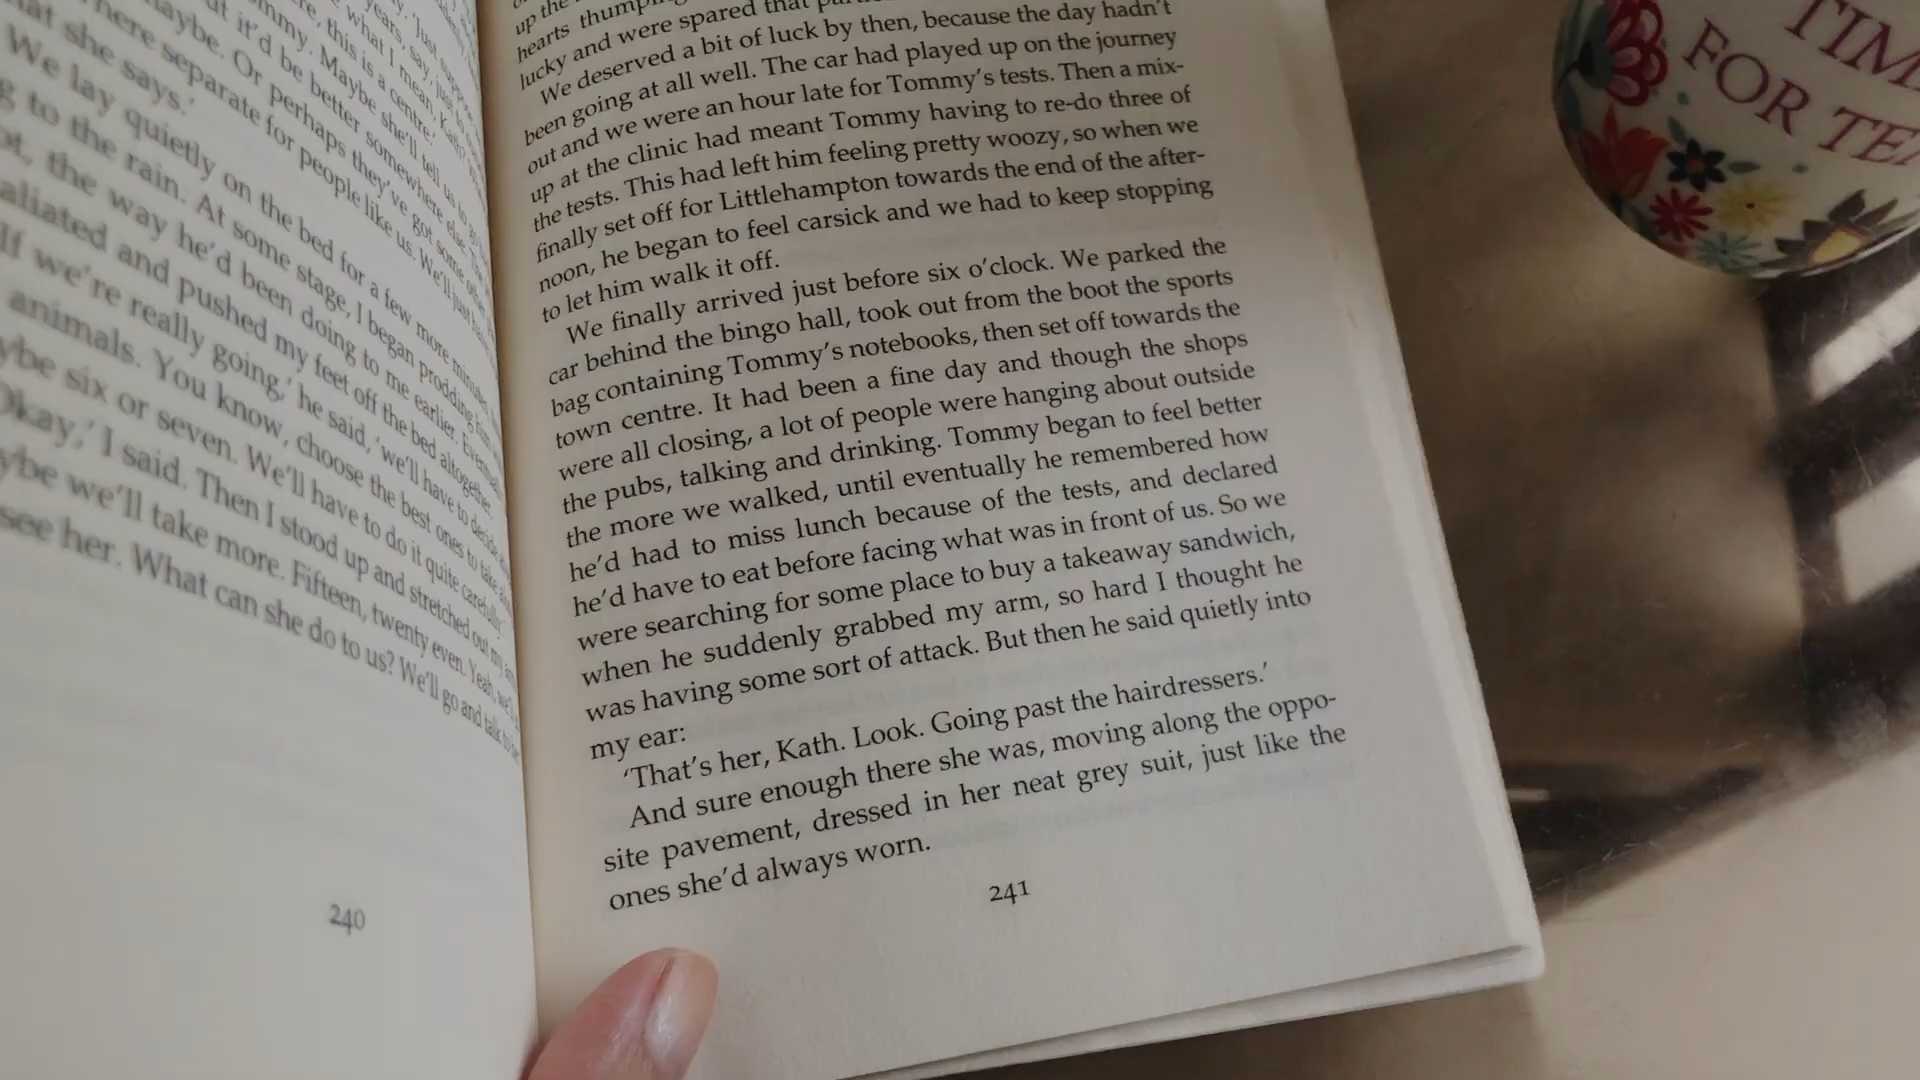 that she says.'
We lay quietly on the bed for a few more minutes,
to the rain. At some stage, I began prodding him
the way he'd been doing to me earlier. Eventually
and pushed my feet off the bed altogether.
If we're really going,' he said, 'we'll have to decide
animals. You know, choose the best ones to take
six or seven. We'll have to do it quite carefully.'
Okay,' I said. Then I stood up and stretched out my
we'll take more. Fifteen, twenty even. Yeah, we'll
see her. What can she do to us? We'll go and talk to
240
up the
hearts thumping
lucky and were spared that
We deserved a bit of luck by then, because the day hadn't
been going at all well. The car had played up on the journey
out and we were an hour late for Tommy's tests. Then a mix-
up at the clinic had meant Tommy having to re-do three of
the tests. This had left him feeling pretty woozy, so when we
finally set off for Littlehampton towards the end of the after-
noon, he began to feel carsick and we had to keep stopping
to let him walk it off.
We finally arrived just before six o'clock. We parked the
car behind the bingo hall, took out from the boot the sports
bag containing Tommy's notebooks, then set off towards the
town centre. It had been a fine day and though the shops
were all closing, a lot of people were hanging about outside
the pubs, talking and drinking. Tommy began to feel better
the more we walked, until eventually he remembered how
he'd had to miss lunch because of the tests, and declared
he'd have to eat before facing what was in front of us. So we
were searching for some place to buy a takeaway sandwich,
when he suddenly grabbed my arm, so hard I thought he
was having some sort of attack. But then he said quietly into
my ear:
'That's her, Kath. Look. Going past the hairdressers.'
And sure enough there she was, moving along the oppo-
site pavement, dressed in her neat grey suit, just like the
ones she'd always worn.
241
FOR